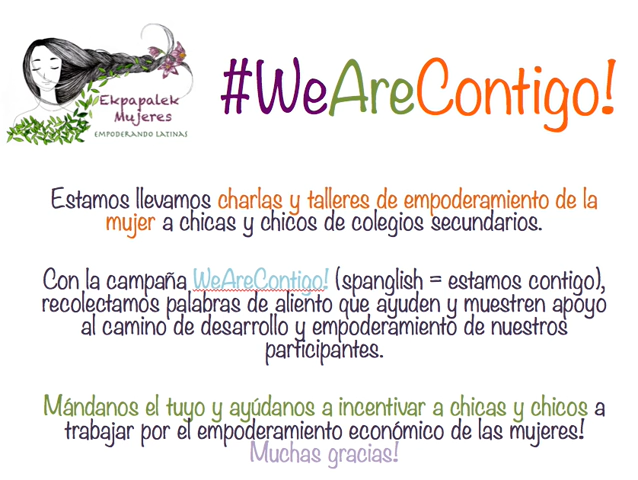 Ekpapalek
Mujeres
EMPODERANDO LATINAS
#WeAreContigo!
Estamos llevamos charlas y talleres de empoderamiento de la
mujer a chicas y chicos de colegios secundarios.
Con la campaña WeAreContigo! (spanglish = estamos contigo),
recolectamos palabras de aliento que ayuden y muestren apoyo
al camino de desarrollo y empoderamiento de nuestros
participantes.
Mándanos el tuyo y ayúdanos a incentivar a chicas y chicos a
trabajar por el empoderamiento económico de las mujeres!
Muchas gracias!